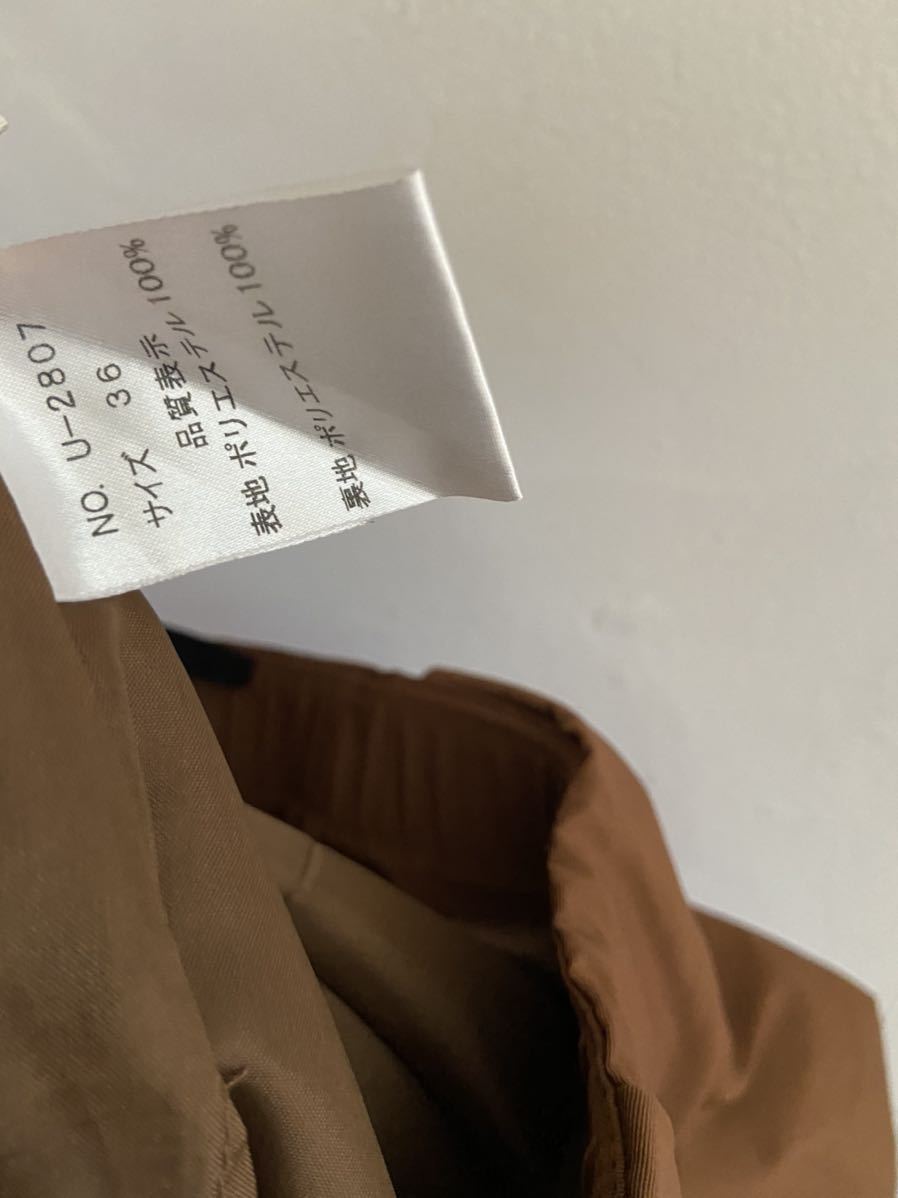 NO. U-2807
サイズ 36
品質表示
表地 ポリエステル 100%
裏地 ポリエステル 100%